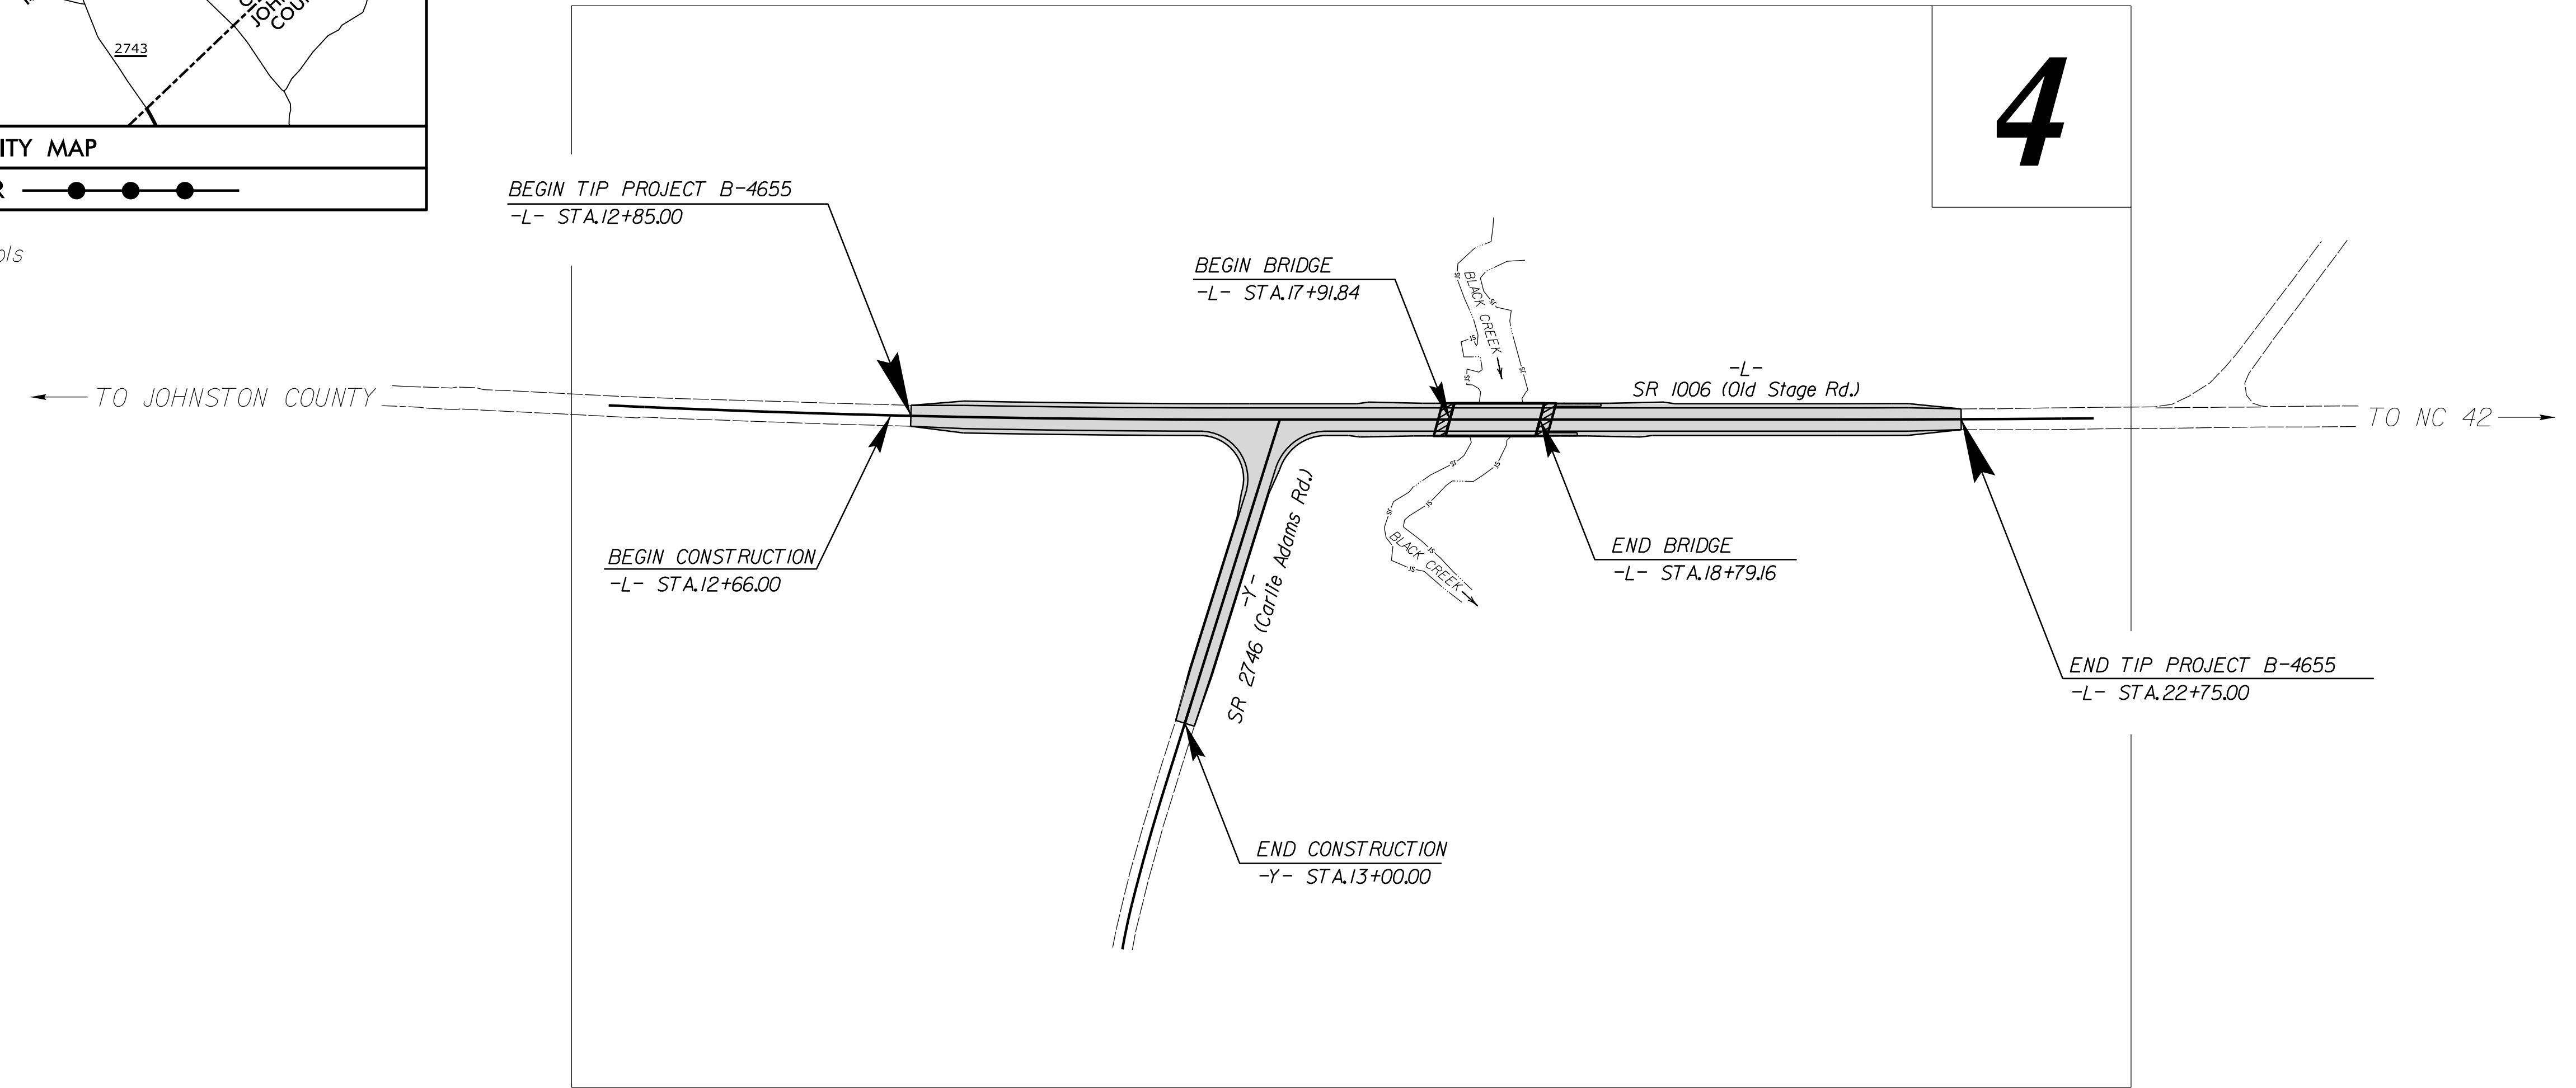 2743
COU
ITY MAP
R
ols
4
BEGIN TIP PROJECT B-4655
-L- STA.12+85.00
BEGIN BRIDGE
-L- STA.17+91.84
BLACK CREEK
-L-
SR 1006 (Old Stage Rd.)
TO JOHNSTON COUNTY
TO NC 42
BEGIN CONSTRUCTION
-L- STA.12+66.00
-Y-
SR 2746 (Carlie Adams Rd.)
BLACK CREEK
END BRIDGE
-L- STA.18+79.16
END TIP PROJECT B-4655
-L- STA.22+75.00
END CONSTRUCTION
-Y- STA.13+00.00